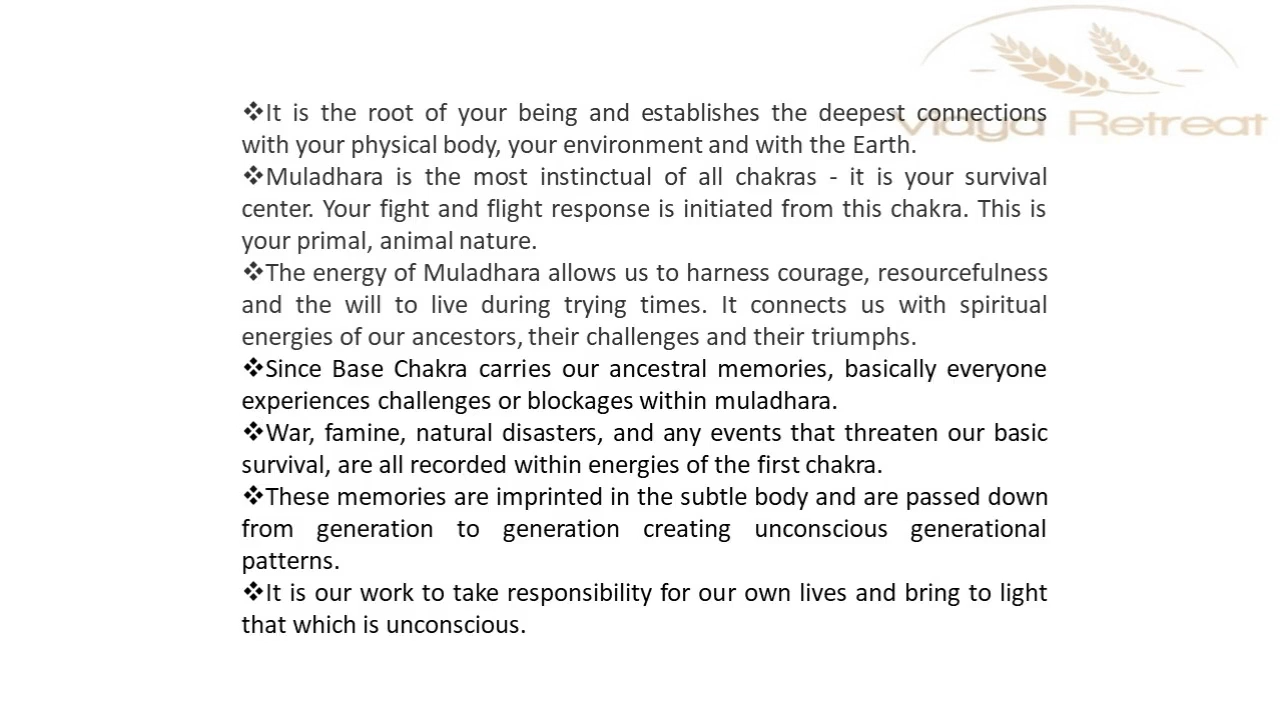 Viaya Retreat
❖It is the root of your being and establishes the deepest connections
with your physical body, your environment and with the Earth.
❖Muladhara is the most instinctual of all chakras - it is your survival
center. Your fight and flight response is initiated from this chakra. This is
your primal, animal nature.
❖The energy of Muladhara allows us to harness courage, resourcefulness
and the will to live during trying times. It connects us with spiritual
energies of our ancestors, their challenges and their triumphs.
❖Since Base Chakra carries our ancestral memories, basically everyone
experiences challenges or blockages within muladhara.
❖War, famine, natural disasters, and any events that threaten our basic
survival, are all recorded within energies of the first chakra.
❖These memories are imprinted in the subtle body and are passed down
from generation to generation creating unconscious generational
patterns.
❖It is our work to take responsibility for our own lives and bring to light
that which is unconscious.